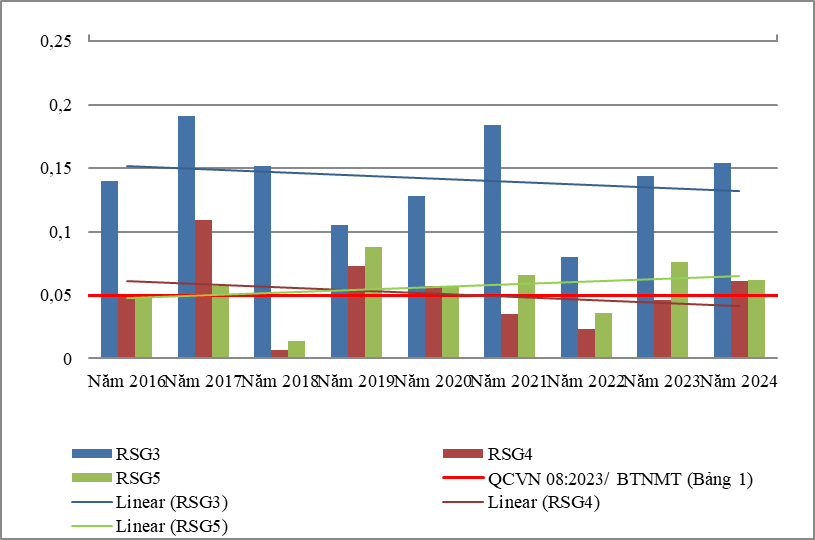 0,25
0,2
0,15
0,1
0,05
0
Năm 2016 Năm 2017 Năm 2018 Năm 2019 Năm 2020 Năm 2021 Năm 2022 Năm 2023 Năm 2024
RSG3 RSG4
RSG5 QCVN 08:2023/ BTNMT (Bảng 1)
Linear (RSG3) Linear (RSG4)
Linear (RSG5)